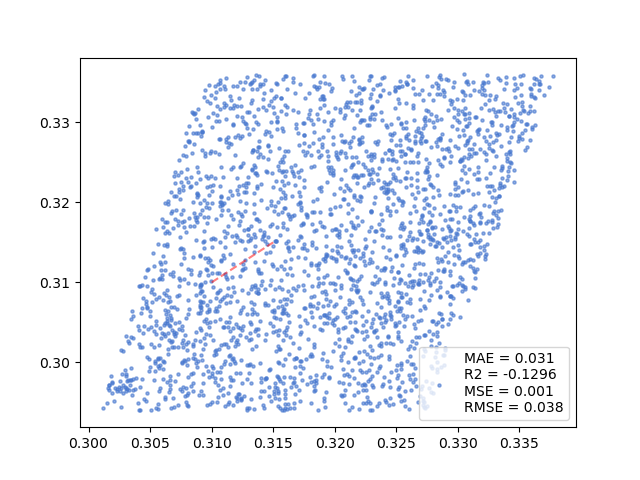 0.33
0.32
0.31
0.30
MAE = 0.031
R2 = -0.1296
MSE = 0.001
RMSE = 0.038
0.300 0.305 0.310 0.315 0.320 0.325 0.330 0.335